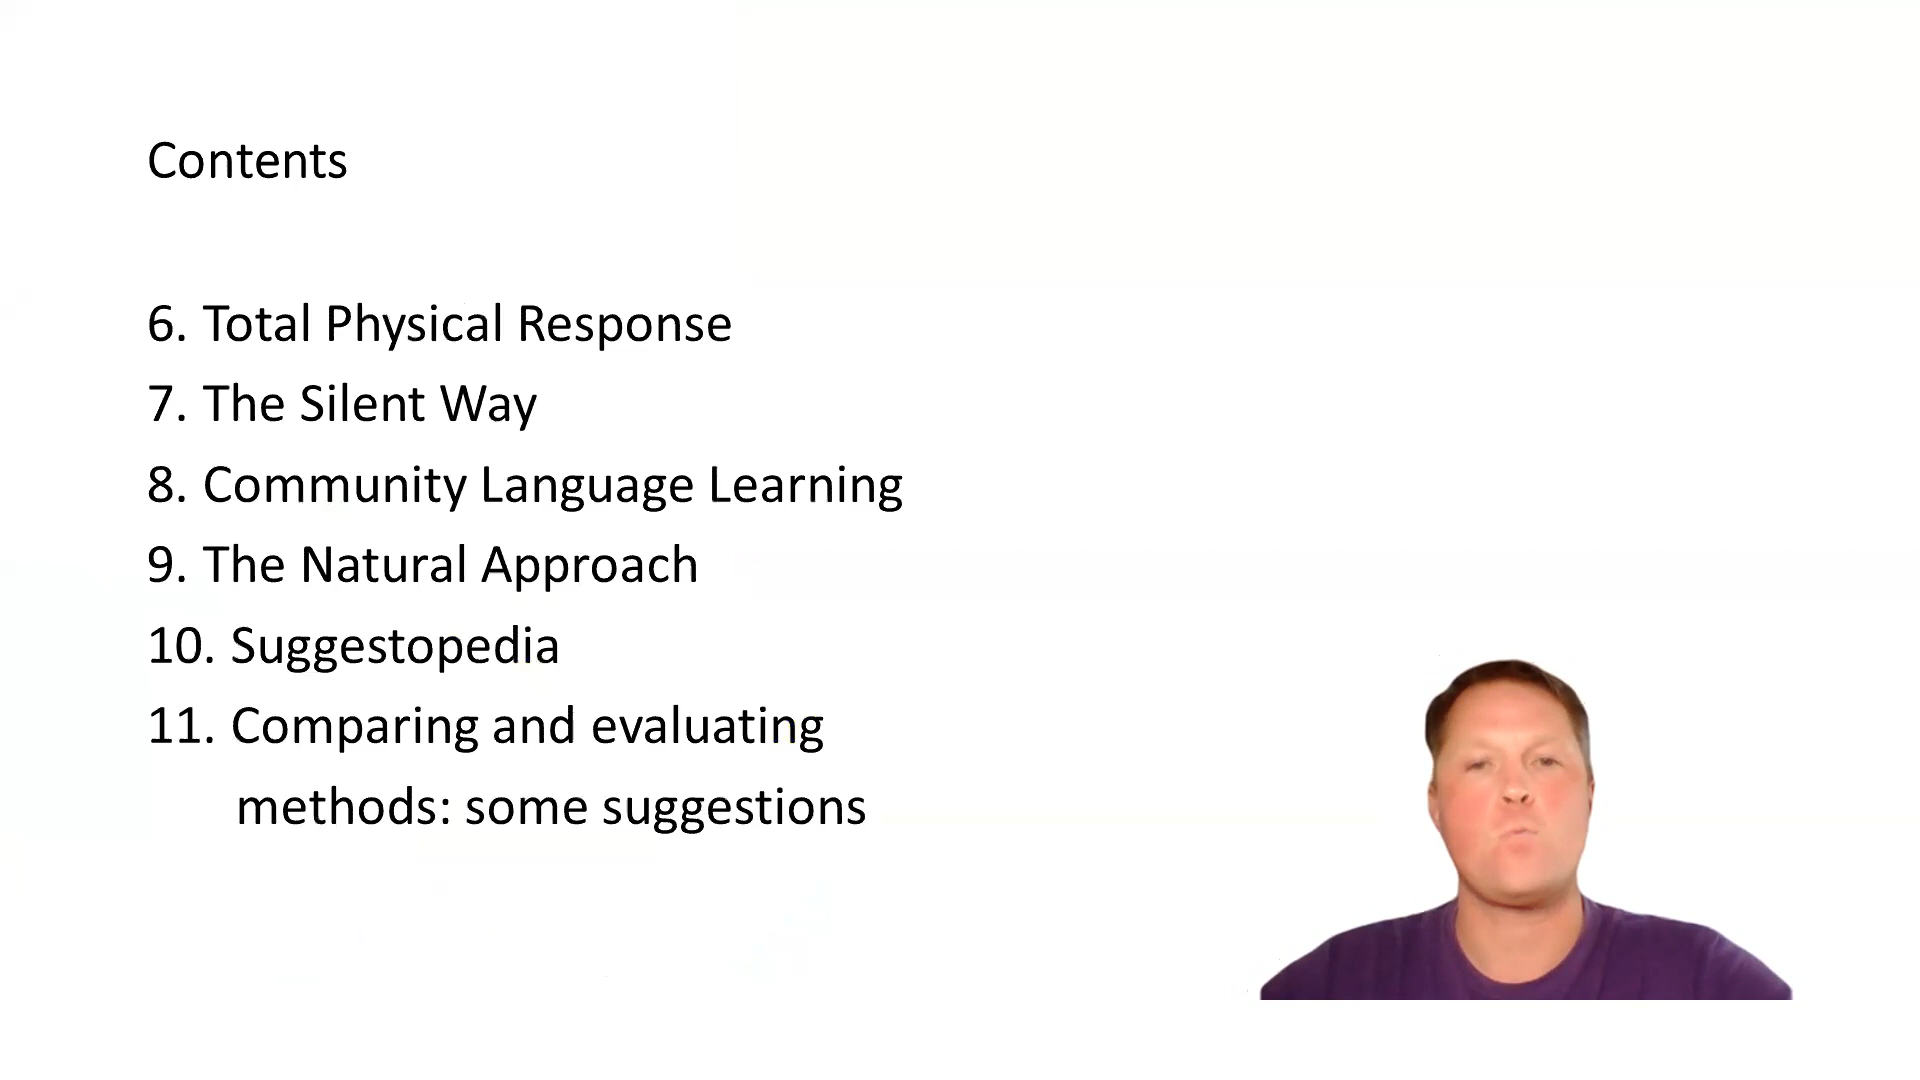 Contents
6. Total Physical Response
7. The Silent Way
8. Community Language Learning
9. The Natural Approach
10. Suggestopedia
11. Comparing and evaluating
methods: some suggestions